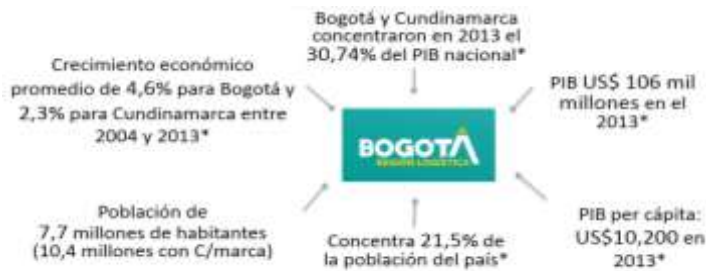 Bogotá y Cundinamarca
concentraron en 2013 el
30,74% del PIB nacional*
Crecimiento económico
promedio de 4,6% para Bogotá y
2,3% para Cundinamarca entre
2004 y 2013*
PIB US$ 106 mil
millones en el
2013*
BOGOTÁ
REGIÓN LOGÍSTICA
Población de
7,7 millones de habitantes
(10,4 millones con C/marca)
Concentra 21,5% de
la población del país*
PIB per cápita:
US$10,200 en
2013*